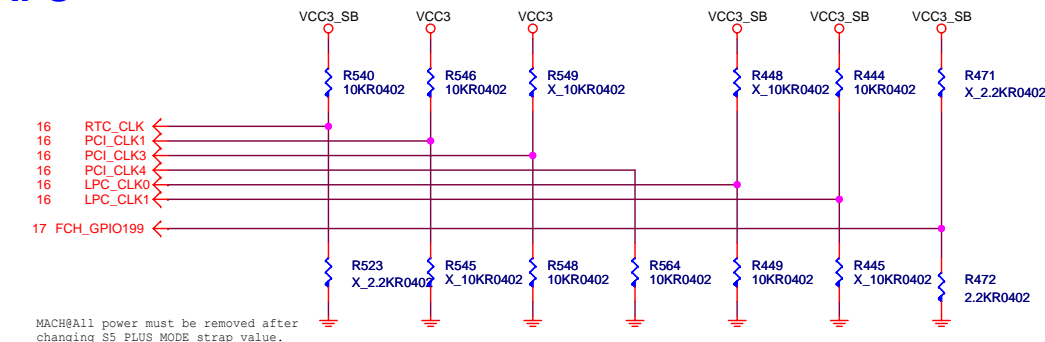 VCC3_SB VCC3 VCC3 VCC3_SB VCC3_SB VCC3_SB
R540 R546 R549 R448 R444 R471
10KR0402 10KR0402 X_10KR0402 X_10KR0402 10KR0402 X_2.2KR0402
16 RTC_CLK
16 PCI_CLK1
16 PCI_CLK3
16 PCI_CLK4
16 LPC_CLK0
16 LPC_CLK1
17 FCH_GPIO199
R523 R545 R548 R564 R449 R445 R472
X_2.2KR0402 X_10KR0402 10KR0402 10KR0402 10KR0402 X_10KR0402 2.2KR0402
MACH@All power must be removed after
changing S5 PLUS MODE strap value.